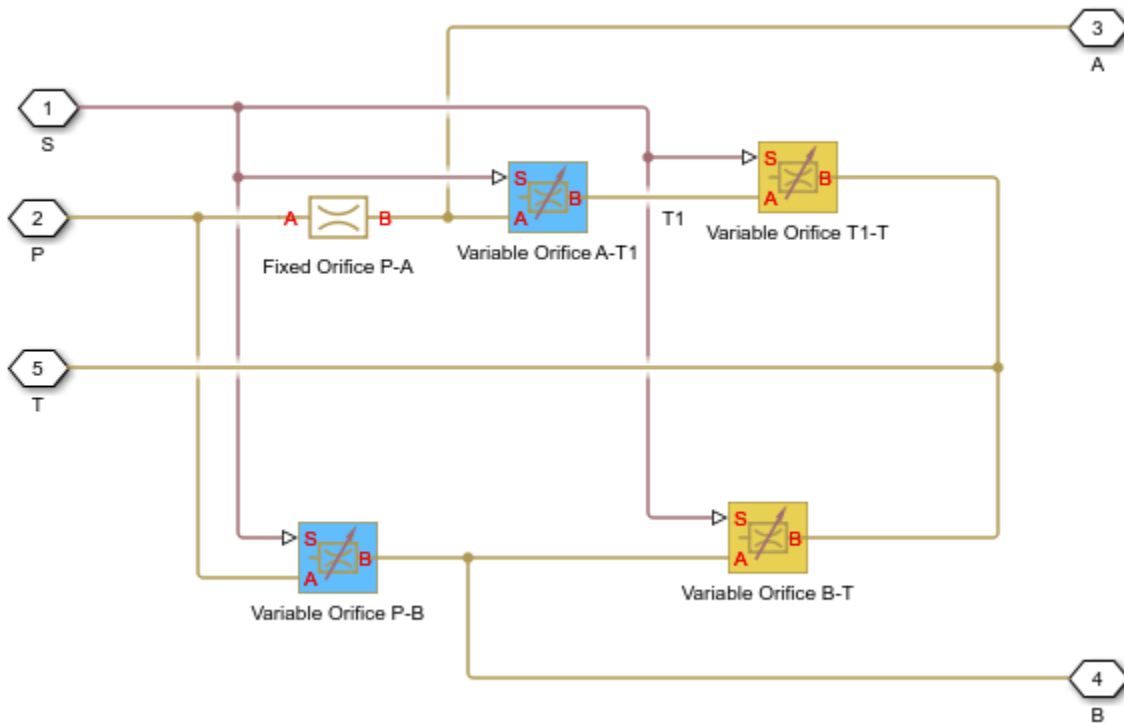 3
A
1
S
S
S
B
A
B
A
2
P
A
B
Fixed Orifice P-A
Variable Orifice A-T1
T1
Variable Orifice T1-T
5
T
S
B
A
Variable Orifice P-B
S
B
A
Variable Orifice B-T
4
B